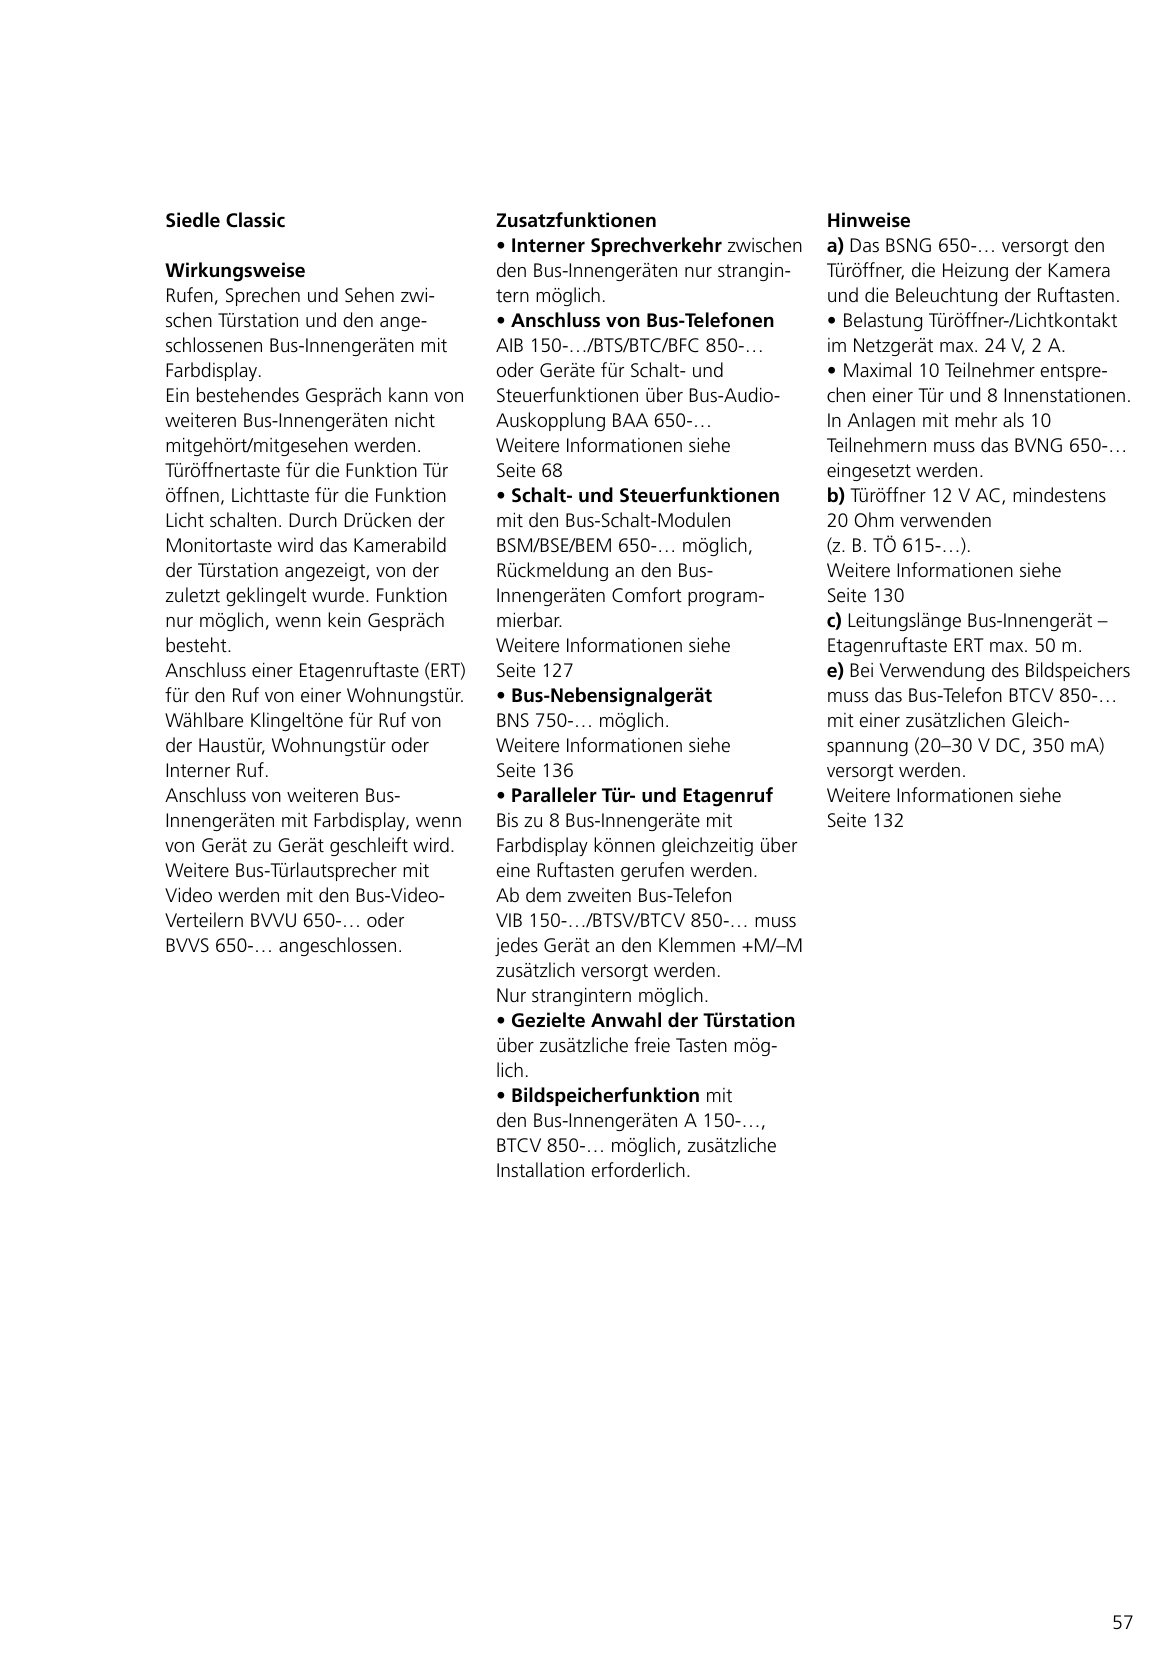 Siedle Classic
Wirkungsweise
Rufen, Sprechen und Sehen zwi-
schen Türstation und den ange-
schlossenen Bus-Innengeräten mit
Farbdisplay.
Ein bestehendes Gespräch kann von
weiteren Bus-Innengeräten nicht
mitgehört/mitgesehen werden.
Türöffnertaste für die Funktion Tür
öffnen, Lichttaste für die Funktion
Licht schalten. Durch Drücken der
Monitortaste wird das Kamerabild
der Türstation angezeigt, von der
zuletzt geklingelt wurde. Funktion
nur möglich, wenn kein Gespräch
besteht.
Anschluss einer Etagenruftaste (ERT)
für den Ruf von einer Wohnungstür.
Wählbare Klingeltöne für Ruf von
der Haustür, Wohnungstür oder
Interner Ruf.
Anschluss von weiteren Bus-
Innengeräten mit Farbdisplay, wenn
von Gerät zu Gerät geschleift wird.
Weitere Bus-Türlautsprecher mit
Video werden mit den Bus-Video-
Verteilern BVVU 650-… oder
BVVS 650-… angeschlossen.
Zusatzfunktionen
• Interner Sprechverkehr zwischen
den Bus-Innengeräten nur strangin-
tern möglich.
• Anschluss von Bus-Telefonen
AIB 150-…/BTS/BTC/BFC 850-…
oder Geräte für Schalt- und
Steuerfunktionen über Bus-Audio-
Auskopplung BAA 650-…
Weitere Informationen siehe
Seite 68
• Schalt- und Steuerfunktionen
mit den Bus-Schalt-Modulen
BSM/BSE/BEM 650-… möglich,
Rückmeldung an den Bus-
Innengeräten Comfort program-
mierbar.
Weitere Informationen siehe
Seite 127
• Bus-Nebensignalgerät
BNS 750-… möglich.
Weitere Informationen siehe
Seite 136
• Paralleler Tür- und Etagenruf
Bis zu 8 Bus-Innengeräte mit
Farbdisplay können gleichzeitig über
eine Ruftasten gerufen werden.
Ab dem zweiten Bus-Telefon
VIB 150-…/BTSV/BTCV 850-… muss
jedes Gerät an den Klemmen +M/–M
zusätzlich versorgt werden.
Nur strangintern möglich.
• Gezielte Anwahl der Türstation
über zusätzliche freie Tasten mög-
lich.
• Bildspeicherfunktion mit
den Bus-Innengeräten A 150-…,
BTCV 850-… möglich, zusätzliche
Installation erforderlich.
Hinweise
a) Das BSNG 650-… versorgt den
Türöffner, die Heizung der Kamera
und die Beleuchtung der Ruftasten.
• Belastung Türöffner-/Lichtkontakt
im Netzgerät max. 24 V, 2 A.
• Maximal 10 Teilnehmer entspre-
chen einer Tür und 8 Innenstationen.
In Anlagen mit mehr als 10
Teilnehmern muss das BVNG 650-…
eingesetzt werden.
b) Türöffner 12 V AC, mindestens
20 Ohm verwenden
(z. B. TÖ 615-…).
Weitere Informationen siehe
Seite 130
c) Leitungslänge Bus-Innengerät –
Etagenruftaste ERT max. 50 m.
e) Bei Verwendung des Bildspeichers
muss das Bus-Telefon BTCV 850-…
mit einer zusätzlichen Gleich-
spannung (20–30 V DC, 350 mA)
versorgt werden.
Weitere Informationen siehe
Seite 132
57